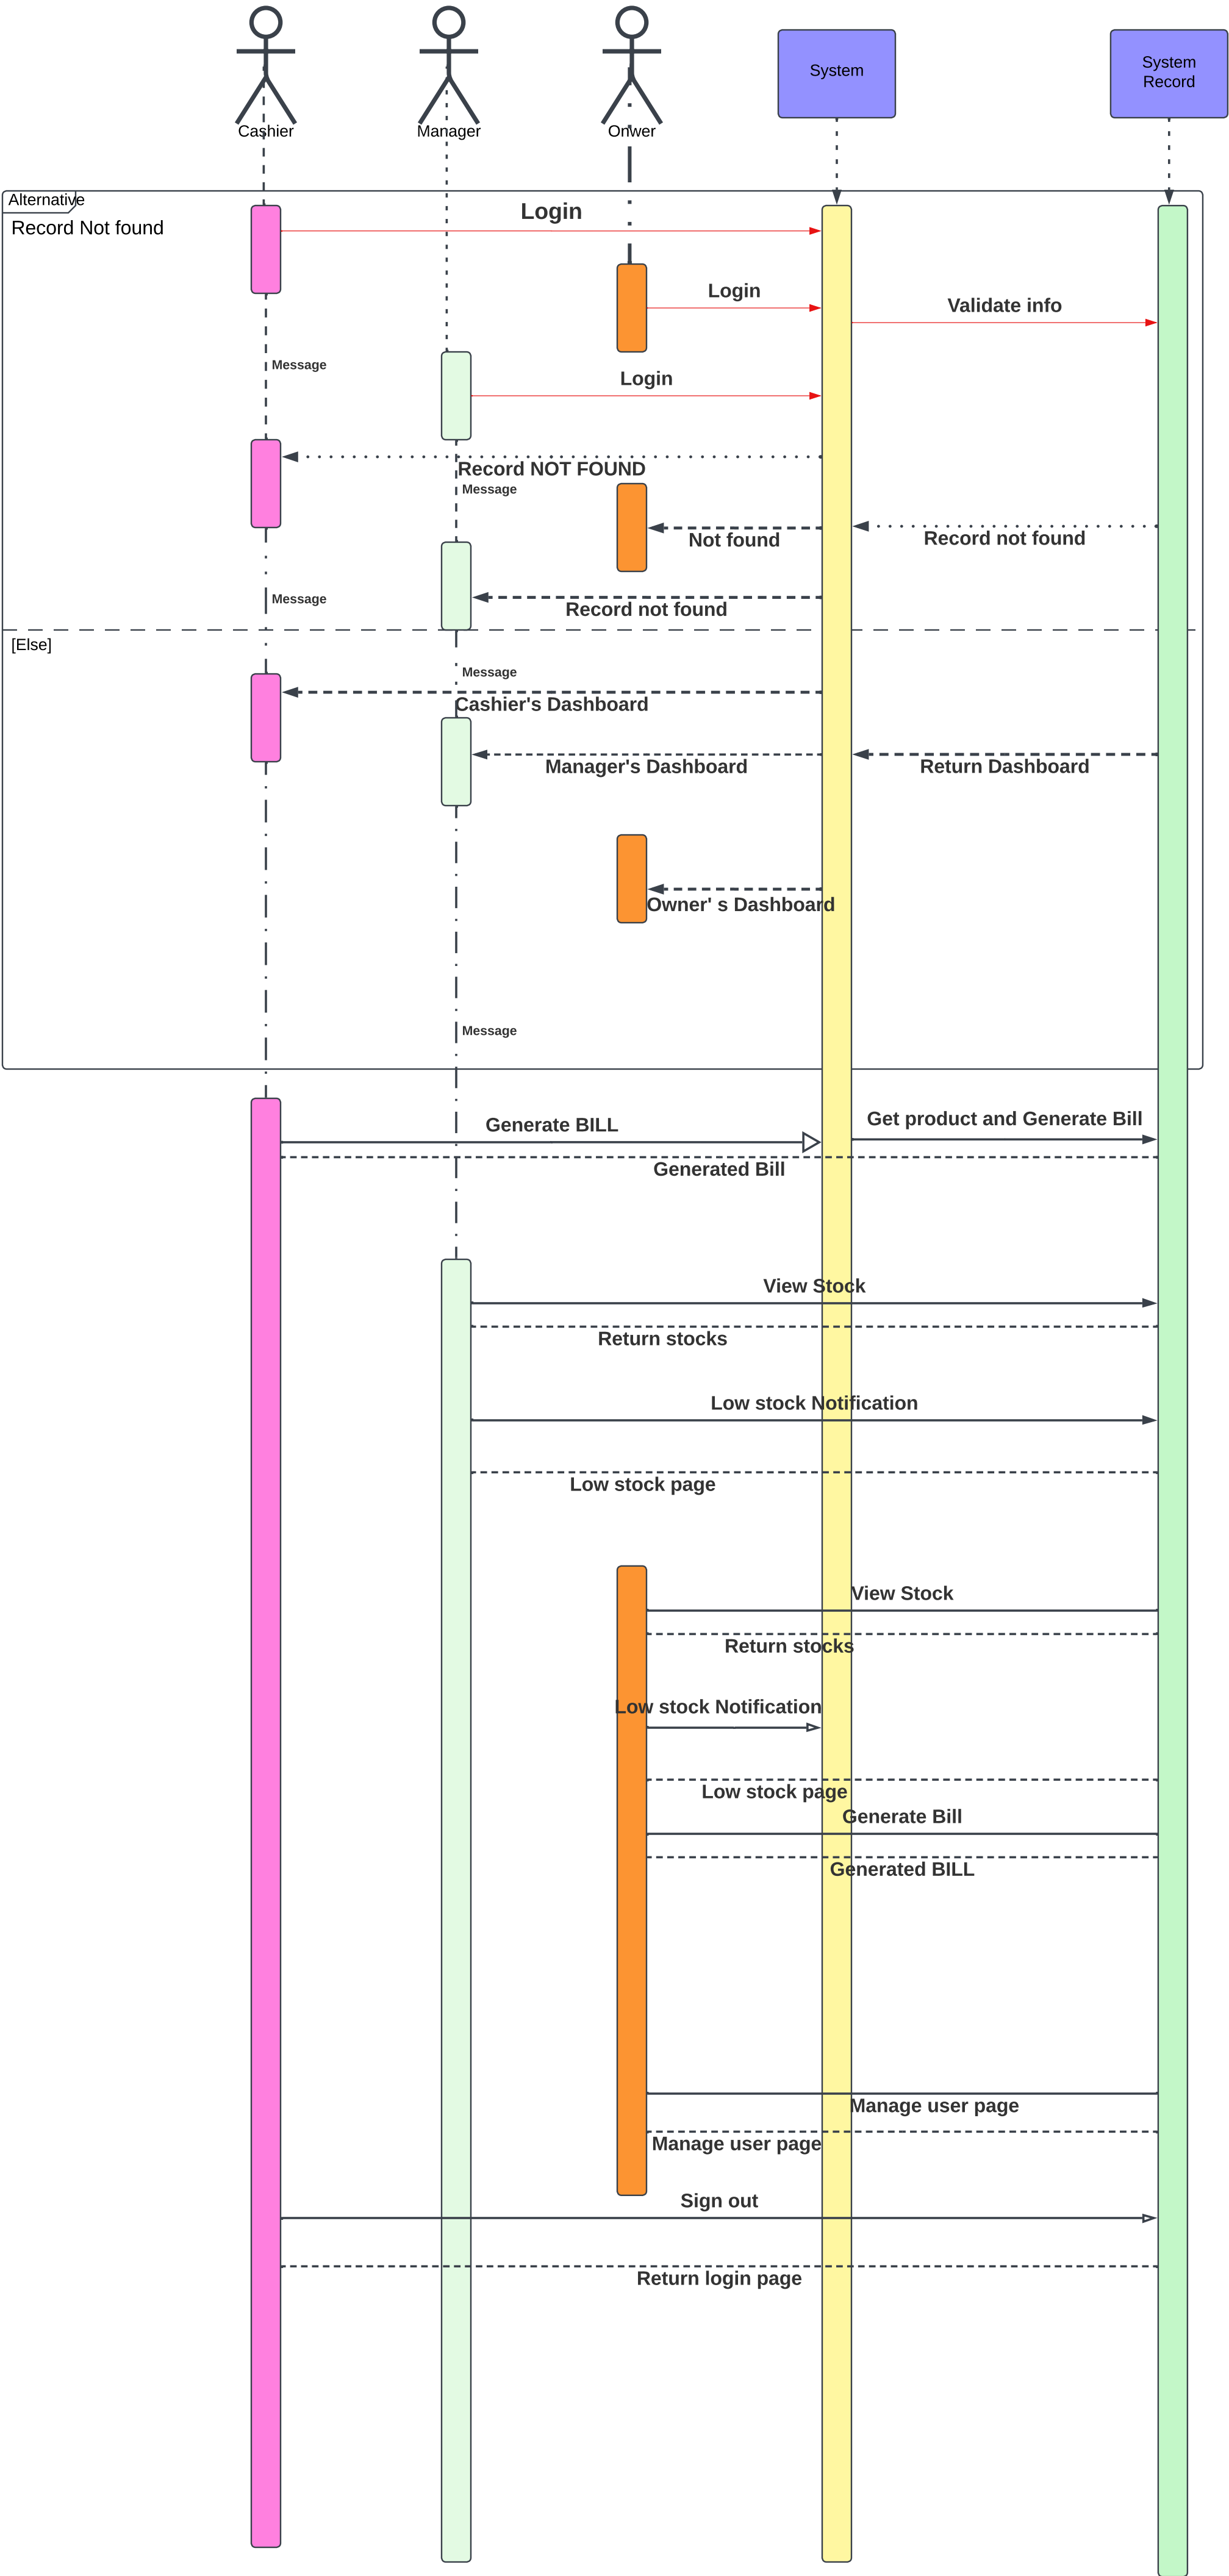 Cashier
Manager
Onwer
System
System
Record
Alternative
Record Not found
Login
Login
Validate info
Message
Login
Record NOT FOUND
Message
Not found
Record not found
Message
Record not found
[Else]
Message
Cashier's Dashboard
Manager's Dashboard
Return Dashboard
Owner' s Dashboard
Message
Generate BILL
Get product and Generate Bill
Generated Bill
View Stock
Return stocks
Low stock Notification
Low stock page
View Stock
Return stocks
Low stock Notification
Low stock page
Generate Bill
Generated BILL
Manage user page
Manage user page
Sign out
Return login page